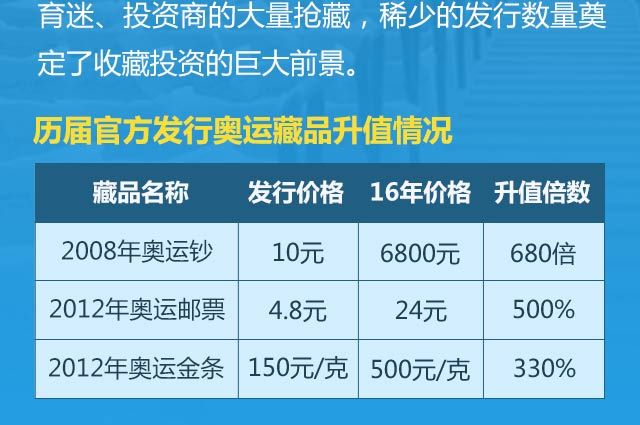 育迷、投资商的大量抢藏，稀少的发行数量奠
定了收藏投资的巨大前景。
历届官方发行奥运藏品升值情况
藏品名称 发行价格 16年价格 升值倍数
2008年奥运钞 10元 6800元 680倍
2012年奥运邮票 4.8元 24元 500%
2012年奥运金条 150元/克 500元/克 330%